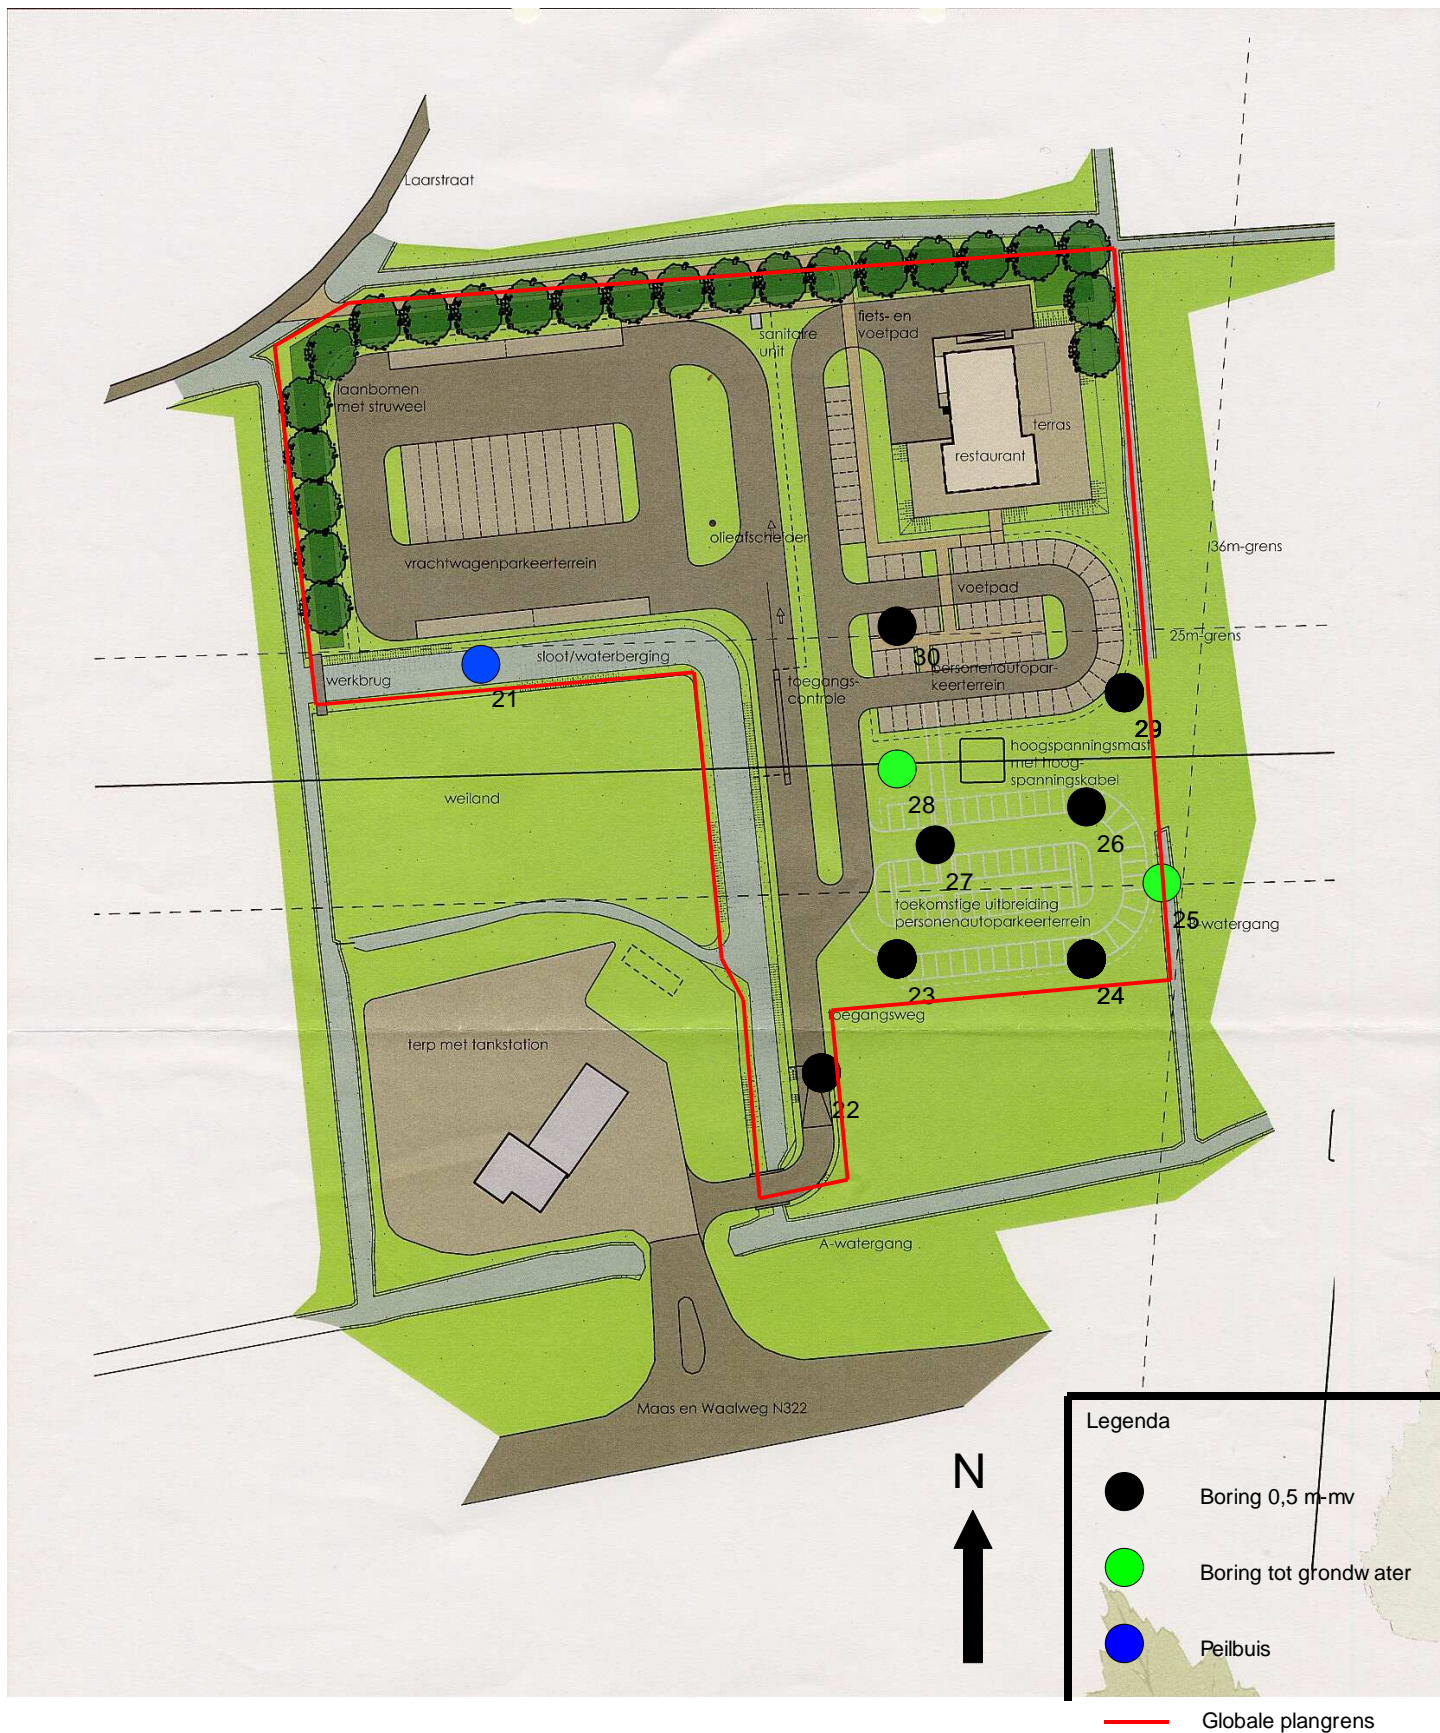 Laarstraat
fiets- en
voetpad
sanitaire
unit
laanbomen
met struweel
terras
restaurant
olieafscheider
36m-grens
vrachtwagenparkeerterrein
voetpad
25m-grens
30
sloot/waterberging
personenautopar-
keerterrein
werkbrug
toegangs-
controle
21
29
hoogspanningsmast
met hoog-
spanningskabel
weiland
28
26
27
toekomstige uitbreiding
personenautoparkeerterrein
25
-watergang
23
24
toegangsweg
terp met tankstation
22
A-watergang
Maas en Waalweg N322
N
Legenda
Boring 0,5 m-mv
Boring tot grondwater
Peilbuis
Globale plangrens